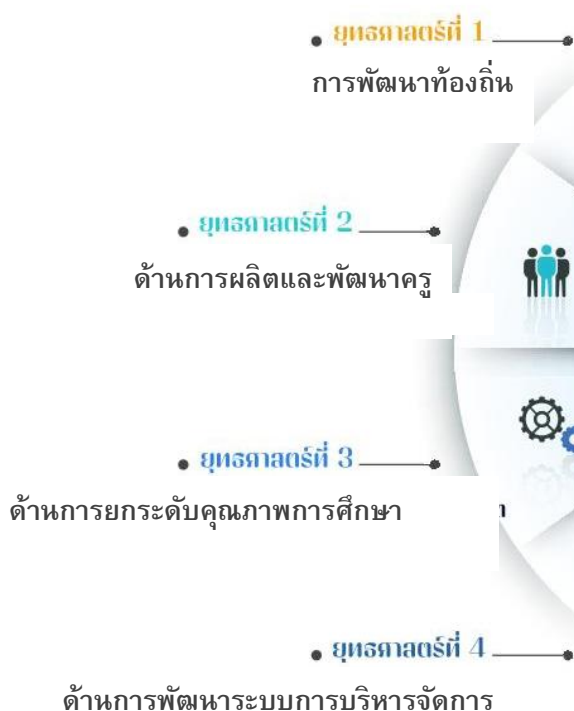 ยุทธศาสตร์ที่ 1
การพัฒนาท้องถิ่น
ยุทธศาสตร์ที่ 2
ด้านการผลิตและพัฒนาครู
ยุทธศาสตร์ที่ 3
ด้านการยกระดับคุณภาพการศึกษา
ยุทธศาสตร์ที่ 4
ด้านการพัฒนาระบบการบริหารจัดการ